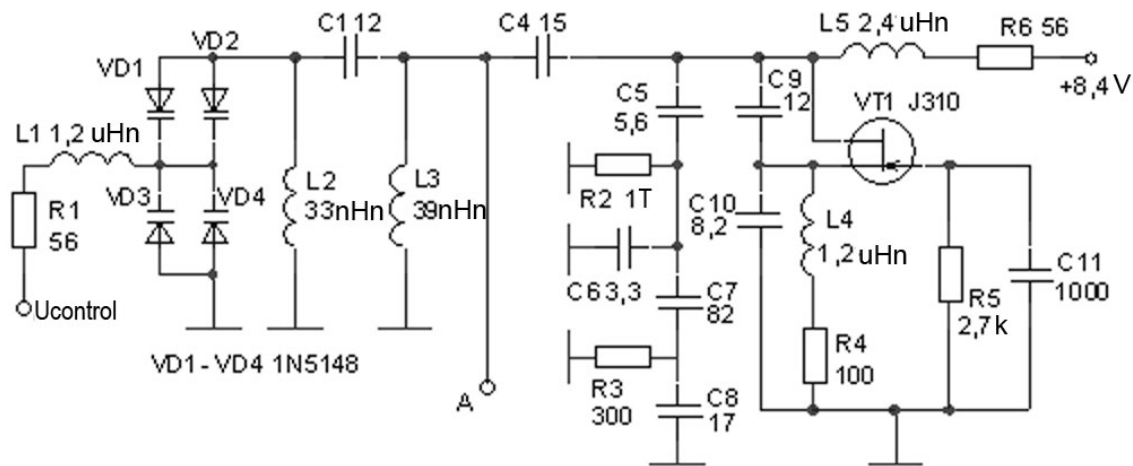 C1 12
C4 15
L5 2,4 uHn
R6 56
+8,4 V
VD2
VD1
C9
12
VT1 J310
C5
5,6
L1 1,2 uHn
VD3
VD4
R1
56
L2
33nHn
L3
39nHn
R2 1T
C10
8,2
L4
1,2 uHn
C6 3,3
C7
82
R5
2,7k
C11
1000
Ucontrol
VD1 - VD4 1N5148
A
R3
300
C8
17
R4
100